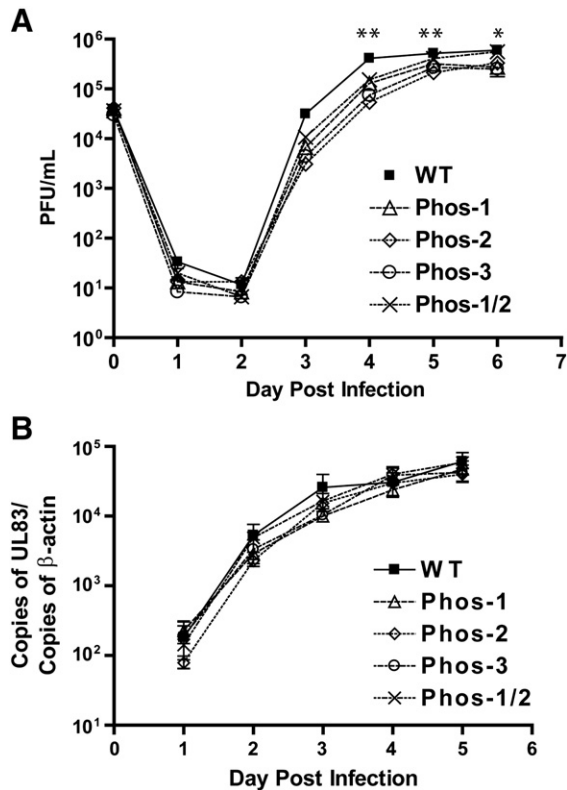 A
** ** *
PFU/mL
10⁶
10⁵
10⁴
10³
10²
10¹
10⁰
WT
Phos-1
Phos-2
Phos-3
Phos-1/2
0 1 2 3 4 5 6 7
Day Post Infection
B
Copies of UL83/
Copies of β-actin
10⁵
10⁴
10³
10²
10¹
WT
Phos-1
Phos-2
Phos-3
Phos-1/2
0 1 2 3 4 5 6
Day Post Infection